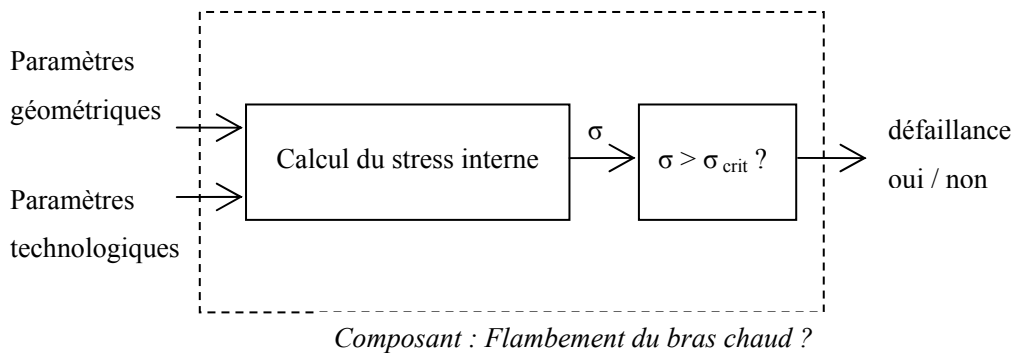 Paramètres
géométriques
Paramètres
technologiques
Calcul du stress interne
σ
σ > σ crit ?
défaillance
oui / non
Composant : Flambement du bras chaud ?